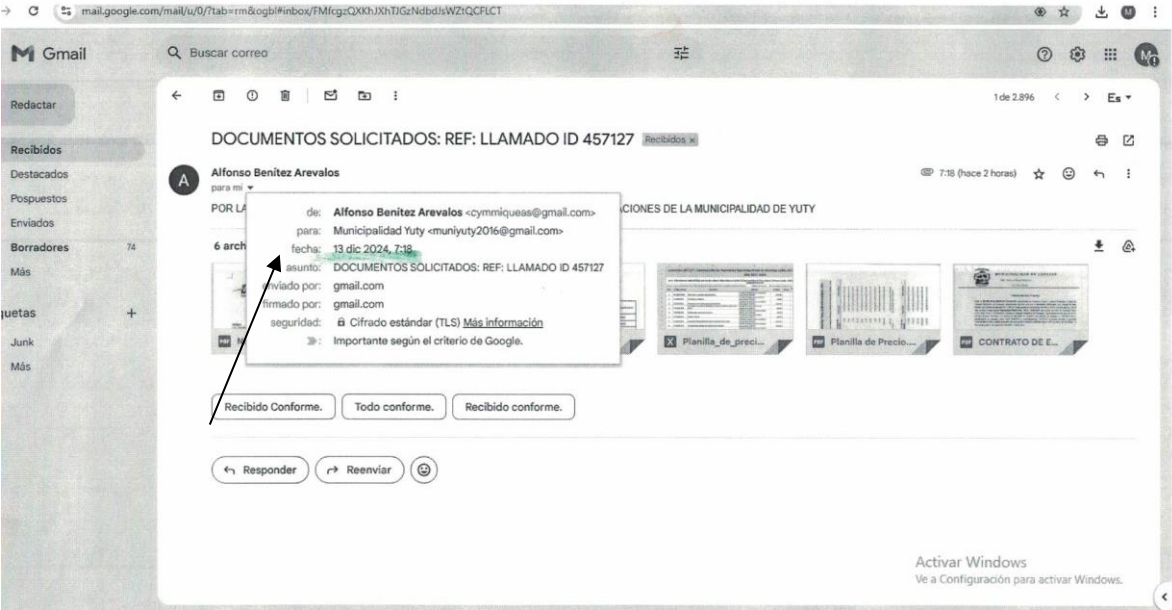 mail.google.com/mail/u/0/?tab=rm&ogbl#inbox/FMfcgzQXKhJXhTJGzNdbdJsWZtQCFLCT
Gmail
Buscar correo
Redactar
1 de 2.896
Es
DOCUMENTOS SOLICITADOS: REF: LLAMADO ID 457127 Recibidos x
Recibidos
Destacados
Pospuestos
Enviados
Borradores 74
Más
quetas +
Junk
Más
A
Alfonso Benítez Arevalos
7:18 (hace 2 horas)
para mí
POR LA
CIONES DE LA MUNICIPALIDAD DE YUTY
6 arch
de: Alfonso Benítez Arevalos <cymmiqueas@gmail.com>
para: Municipalidad Yuty <muniyuty2016@gmail.com>
fecha: 13 dic 2024, 7:18
asunto: DOCUMENTOS SOLICITADOS: REF: LLAMADO ID 457127
enviado por: gmail.com
firmado por: gmail.com
seguridad: Cifrado estándar (TLS) Más información
Importante según el criterio de Google.
PDF
X Planilla_de_preci...
PDF Planilla de Precio....
PDF CONTRATO DE E...
Recibido Conforme.
Todo conforme.
Recibido conforme.
Responder
Reenviar
Activar Windows
Ve a Configuración para activar Windows.